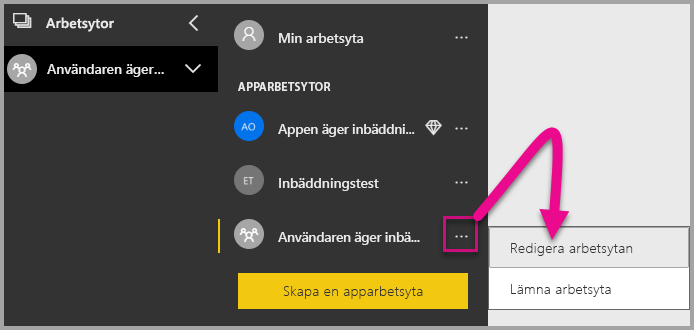 Arbetsytor
Användaren äger...
Min arbetsyta
APPARBETSYTOR
AO
Appen äger inbäddni...
ET
Inbäddningstest
Användaren äger inbä...
Skapa en apparbetsyta
Redigera arbetsytan
Lämna arbetsyta